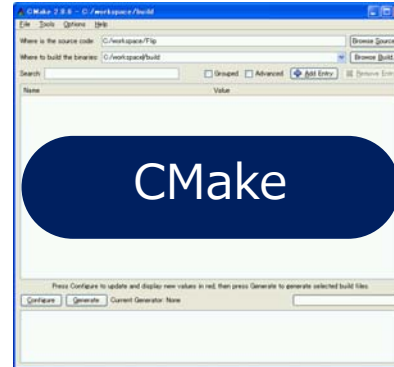 CMake 2.8.6 - C:/workspace/build
File Tools Options Help
Where is the source code: C:/workspace/Flip Browse Source
Where to build the binaries: C:/workspace/build Browse Build
Search: Grouped Advanced Add Entry Remove Entr
Name Value
CMake
Press Configure to update and display new values in red, then press Generate to generate selected build files.
Configure Generate Current Generator: None